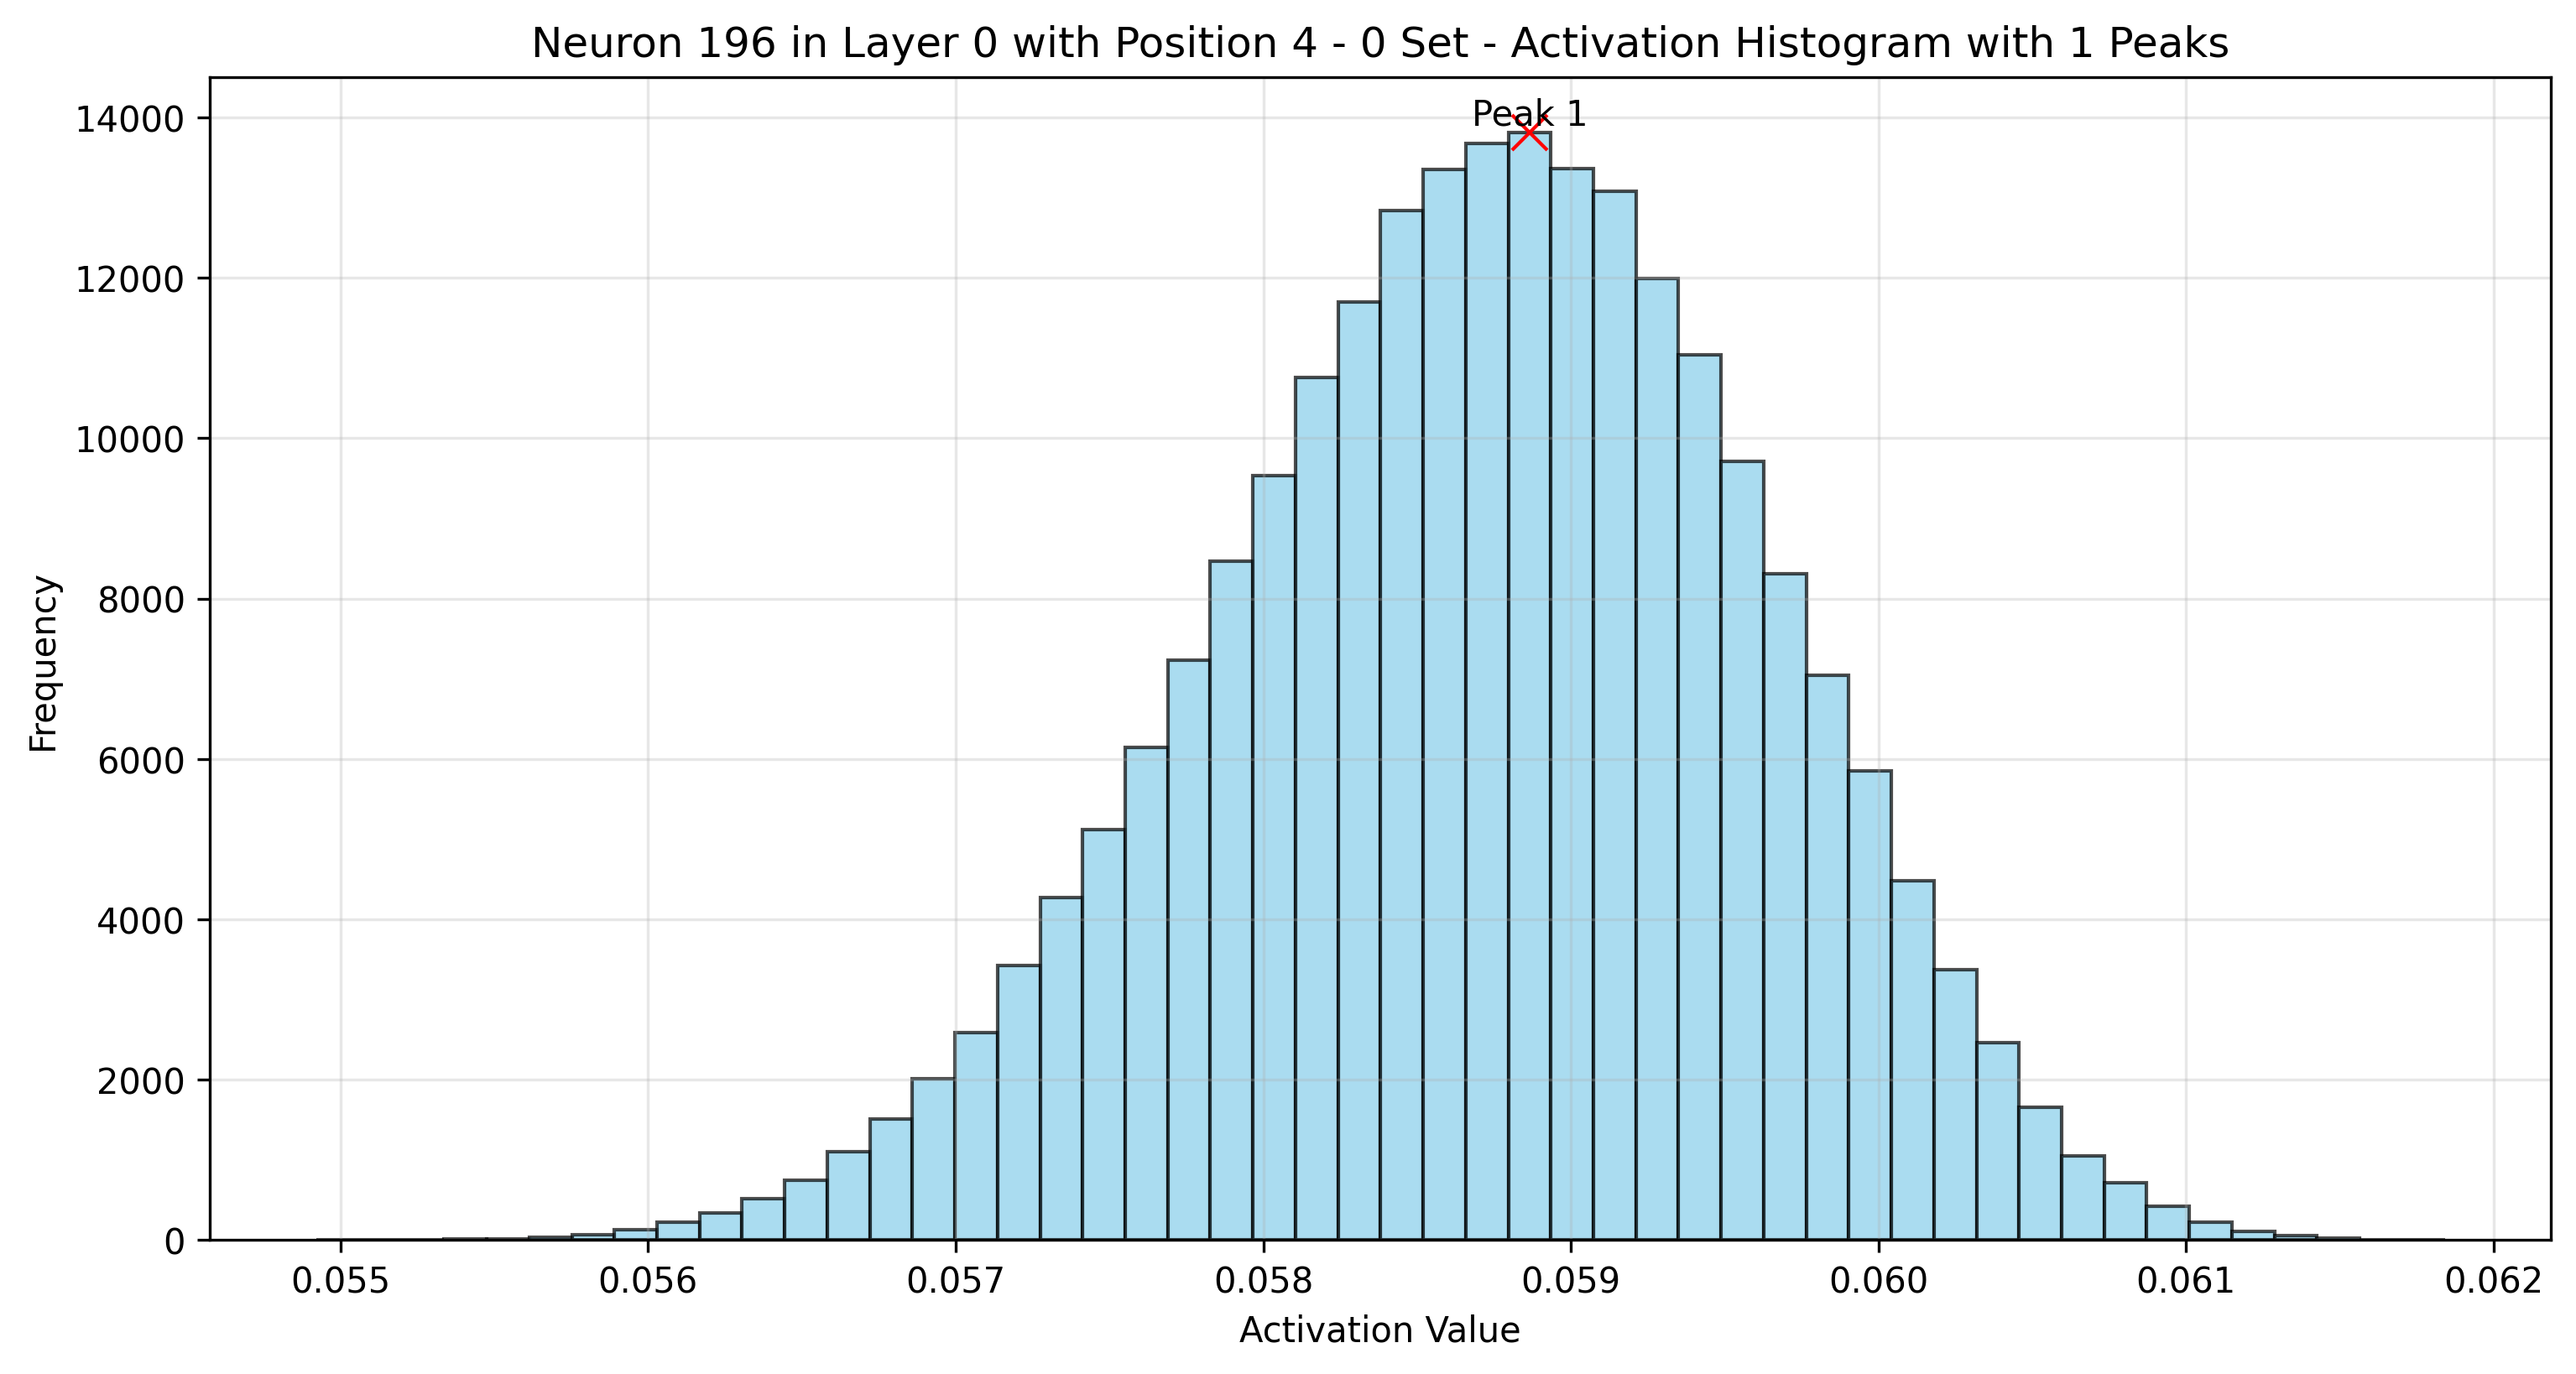 Neuron 196 in Layer 0 with Position 4 - 0 Set - Activation Histogram with 1 Peaks
Peak 1
14000
12000
10000
8000
6000
4000
2000
0
Frequency
0.055 0.056 0.057 0.058 0.059 0.060 0.061 0.062
Activation Value